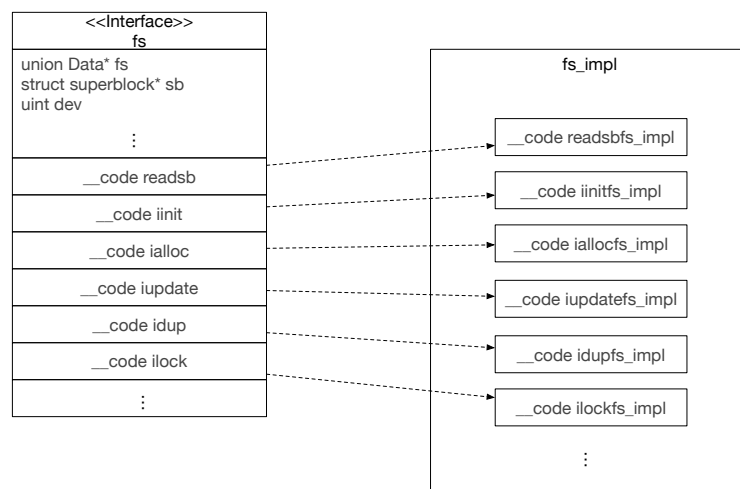 <<Interface>>
fs
union Data* fs
struct superblock* sb
uint dev
⋮
__code readsb
__code iinit
__code ialloc
__code iupdate
__code idup
__code ilock
⋮
fs_impl
__code readsbfs_impl
__code iinitfs_impl
__code iallocfs_impl
__code iupdatefs_impl
__code idupfs_impl
__code ilockfs_impl
⋮